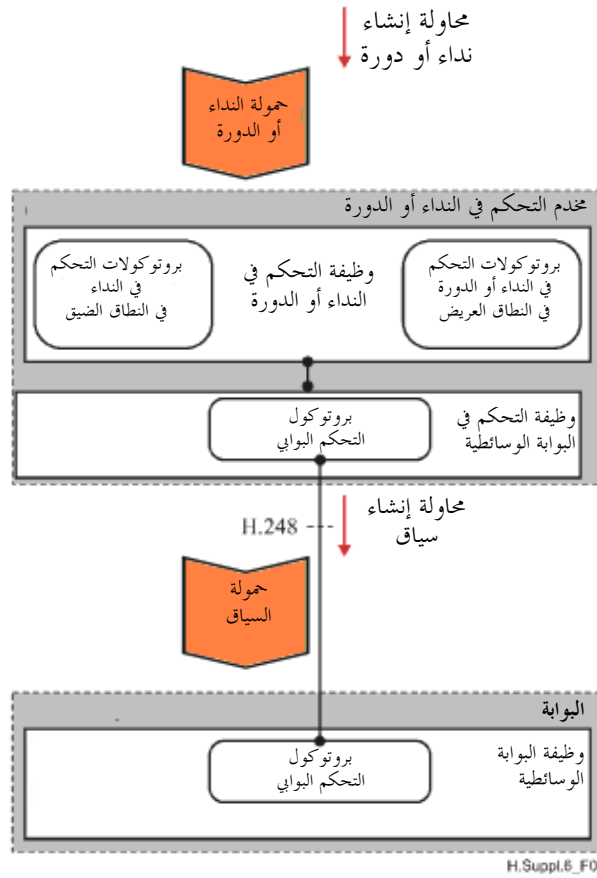 محاولة إنشاء
نداء أو دورة
حمولة النداء
أو الدورة
مخدم التحكم في النداء أو الدورة
بروتوكولات التحكم
في النداء أو الدورة
في النطاق العريض
وظيفة التحكم في
النداء أو الدورة
بروتوكولات التحكم
في النداء
في النطاق الضيق
وظيفة التحكم في
البوابة الوسائطية
بروتوكول
التحكم البوابي
محاولة إنشاء
سياق
H.248
حمولة
السياق
البوابة
وظيفة البوابة
الوسائطية
بروتوكول
التحكم البوابي
H.Suppl.6_F0